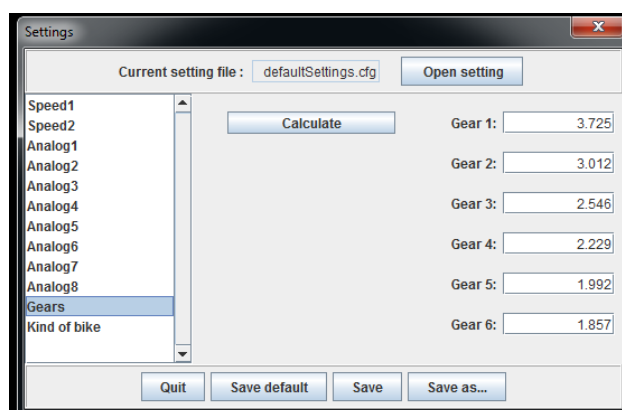 Settings
Current setting file : defaultSettings.cfg Open setting
Speed1
Speed2
Analog1
Analog2
Analog3
Analog4
Analog5
Analog6
Analog7
Analog8
Gears
Kind of bike
Calculate
Gear 1: 3.725
Gear 2: 3.012
Gear 3: 2.546
Gear 4: 2.229
Gear 5: 1.992
Gear 6: 1.857
Quit Save default Save Save as...